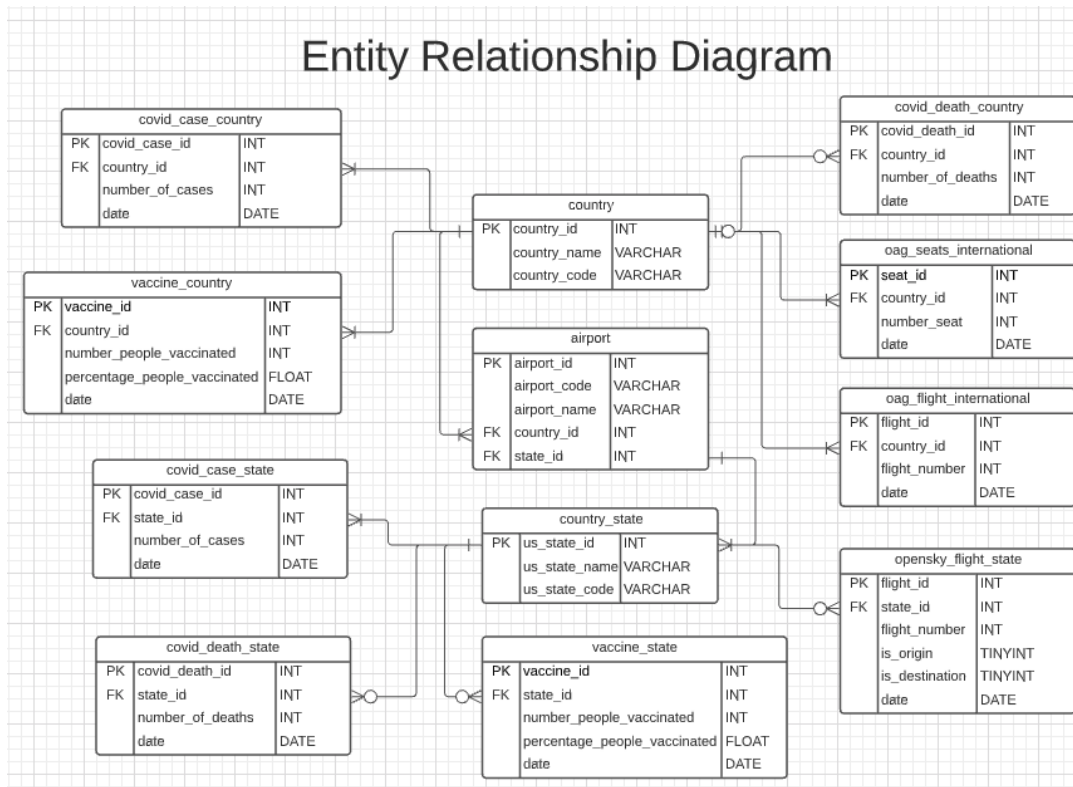 Entity Relationship Diagram
covid_case_country
PK covid_case_id INT
FK country_id INT
number_of_cases INT
date DATE
vaccine_country
PK vaccine_id INT
FK country_id INT
number_people_vaccinated INT
percentage_people_vaccinated FLOAT
date DATE
covid_case_state
PK covid_case_id INT
FK state_id INT
number_of_cases INT
date DATE
covid_death_state
PK covid_death_id INT
FK state_id INT
number_of_deaths INT
date DATE
country
PK country_id INT
country_name VARCHAR
country_code VARCHAR
airport
PK airport_id INT
airport_code VARCHAR
airport_name VARCHAR
FK country_id INT
FK state_id INT
country_state
PK us_state_id INT
us_state_name VARCHAR
us_state_code VARCHAR
vaccine_state
PK vaccine_id INT
FK state_id INT
number_people_vaccinated INT
percentage_people_vaccinated FLOAT
date DATE
covid_death_country
PK covid_death_id INT
FK country_id INT
number_of_deaths INT
date DATE
oag_seats_international
PK seat_id INT
FK country_id INT
number_seat INT
date DATE
oag_flight_international
PK flight_id INT
FK country_id INT
flight_number INT
date DATE
opensky_flight_state
PK flight_id INT
FK state_id INT
flight_number INT
is_origin TINYINT
is_destination TINYINT
date DATE